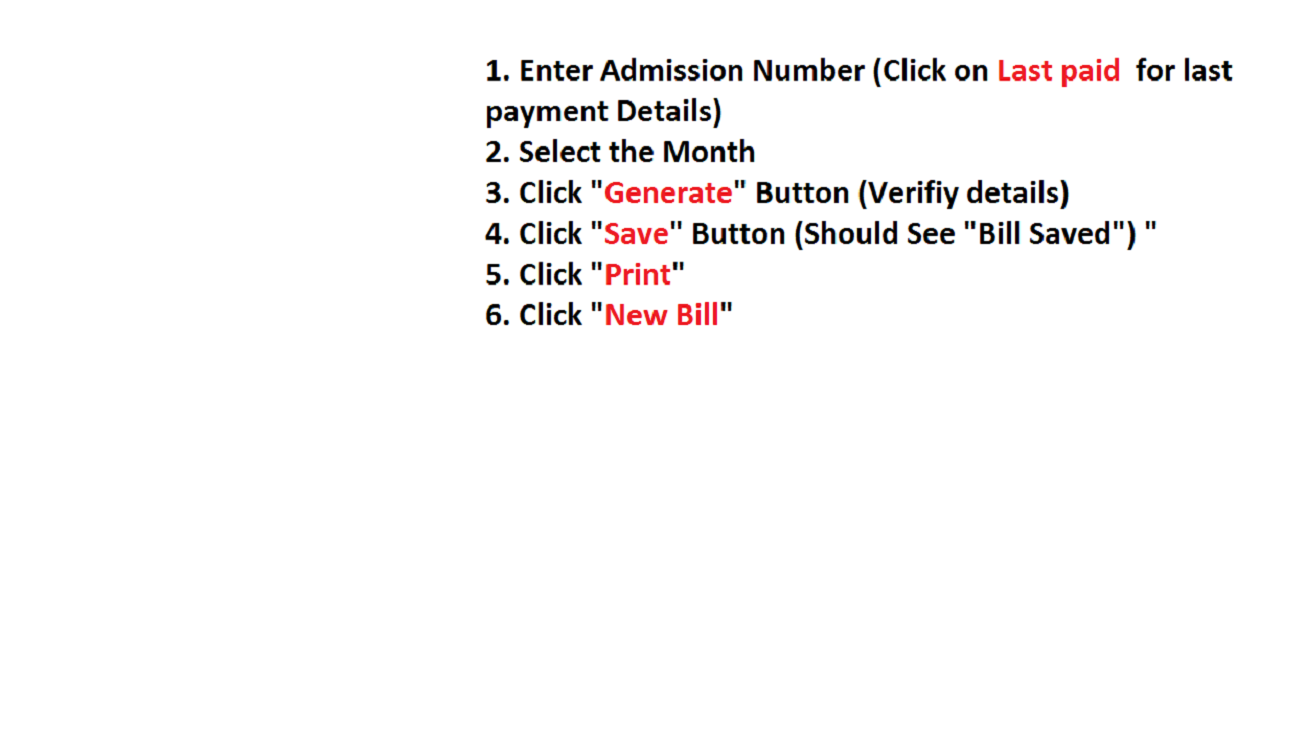 1. Enter Admission Number (Click on Last paid  for last
payment Details)
2. Select the Month
3. Click "Generate" Button (Verifiy details)
4. Click "Save" Button (Should See "Bill Saved") "
5. Click "Print"
6. Click "New Bill"